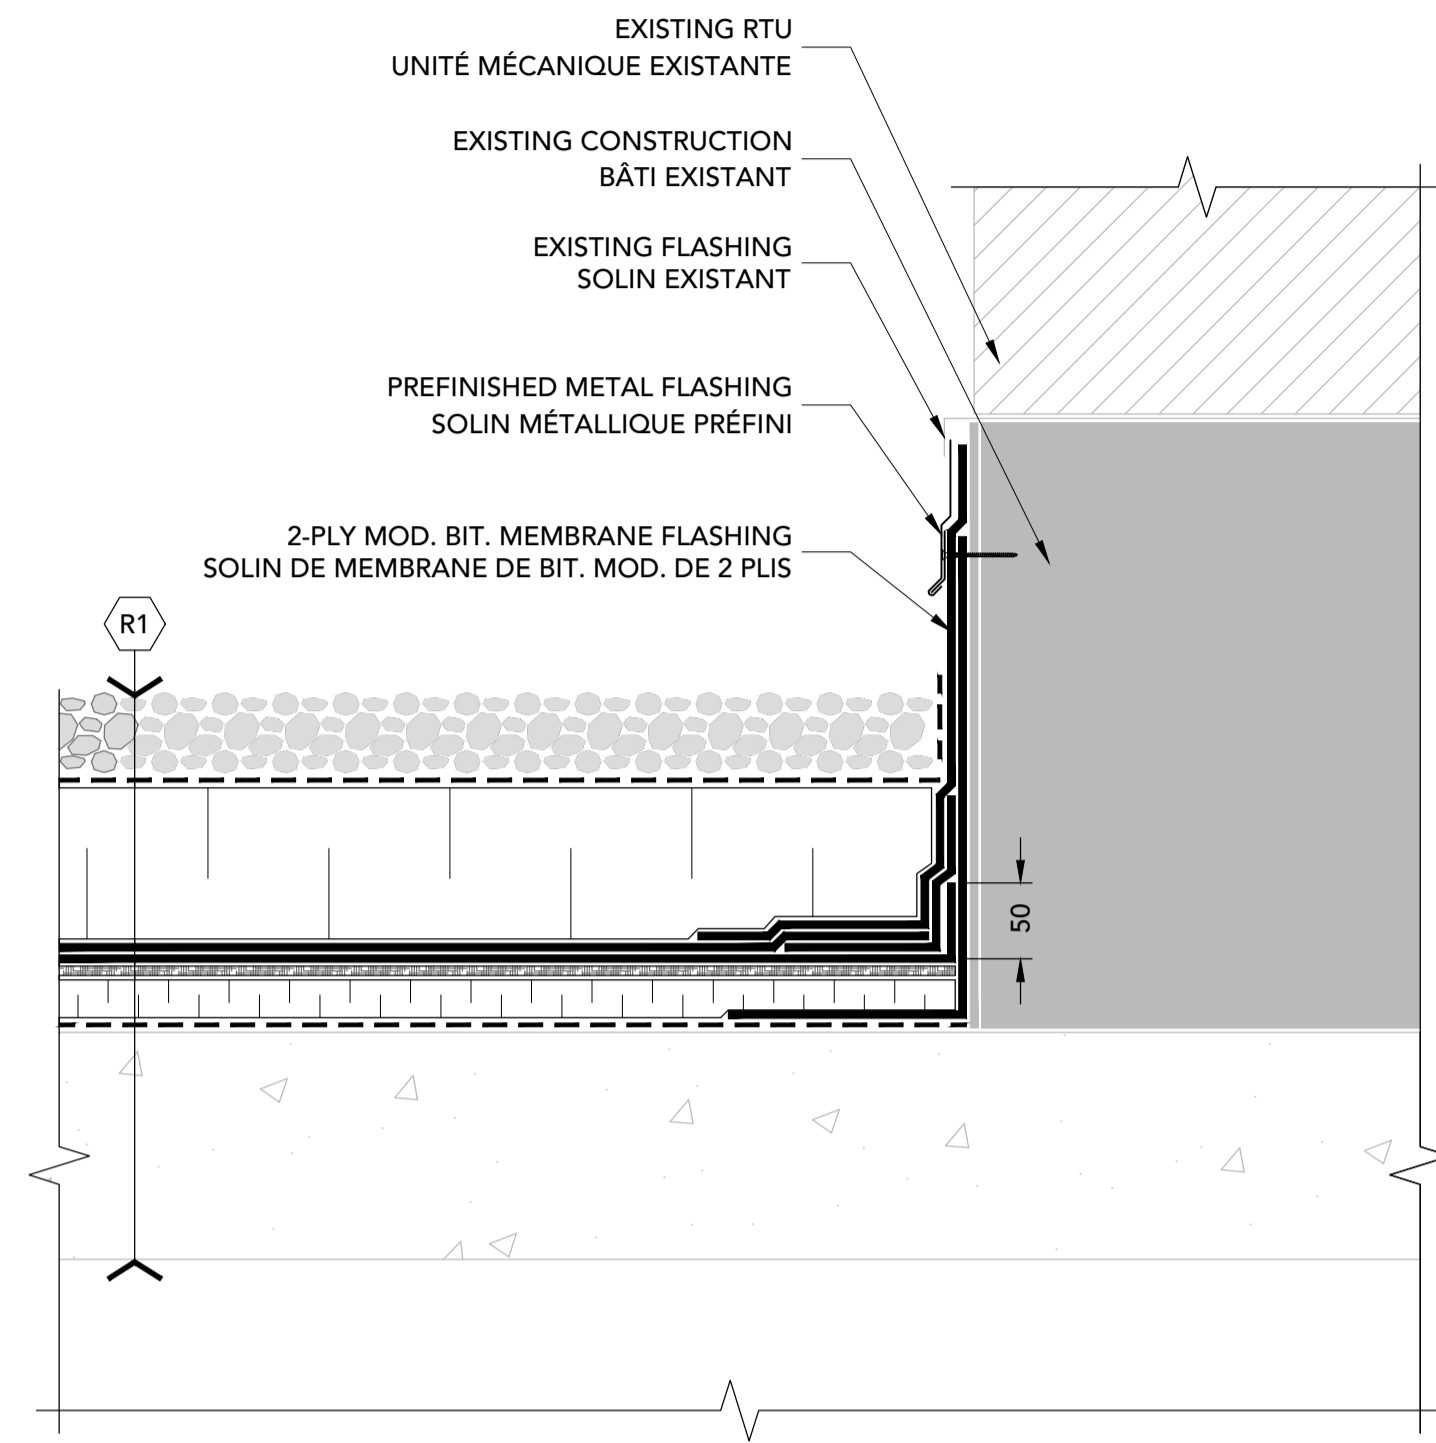 EXISTING RTU
UNITÉ MÉCANIQUE EXISTANTE
EXISTING CONSTRUCTION
BÂTI EXISTANT
EXISTING FLASHING
SOLIN EXISTANT
PREFINISHED METAL FLASHING
SOLIN MÉTALLIQUE PRÉFINI
2-PLY MOD. BIT. MEMBRANE FLASHING
SOLIN DE MEMBRANE DE BIT. MOD. DE 2 PLIS
R1
50